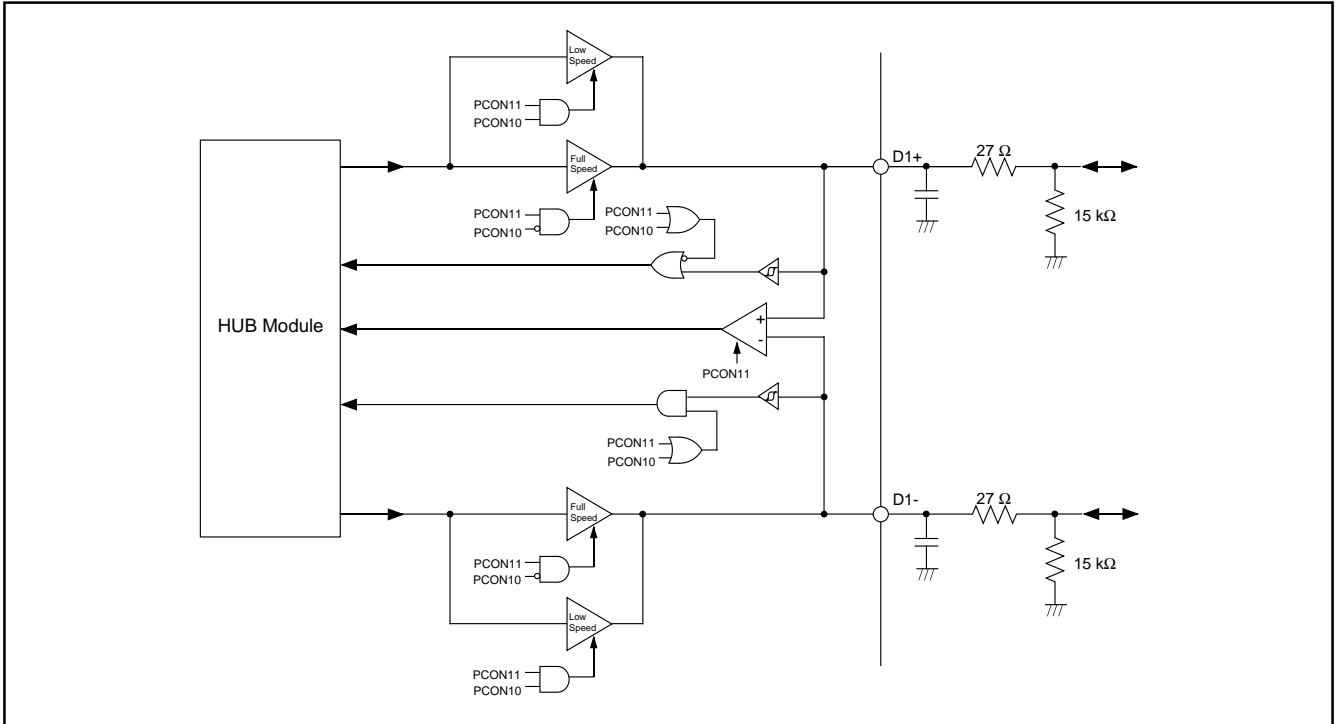 Low
Speed
PCON11
PCON10
Full
Speed
D1+
27 Ω
PCON11
PCON10
PCON11
PCON10
15 kΩ
HUB Module
+
-
PCON11
PCON11
PCON10
Full
Speed
D1-
27 Ω
PCON11
PCON10
15 kΩ
Low
Speed
PCON11
PCON10